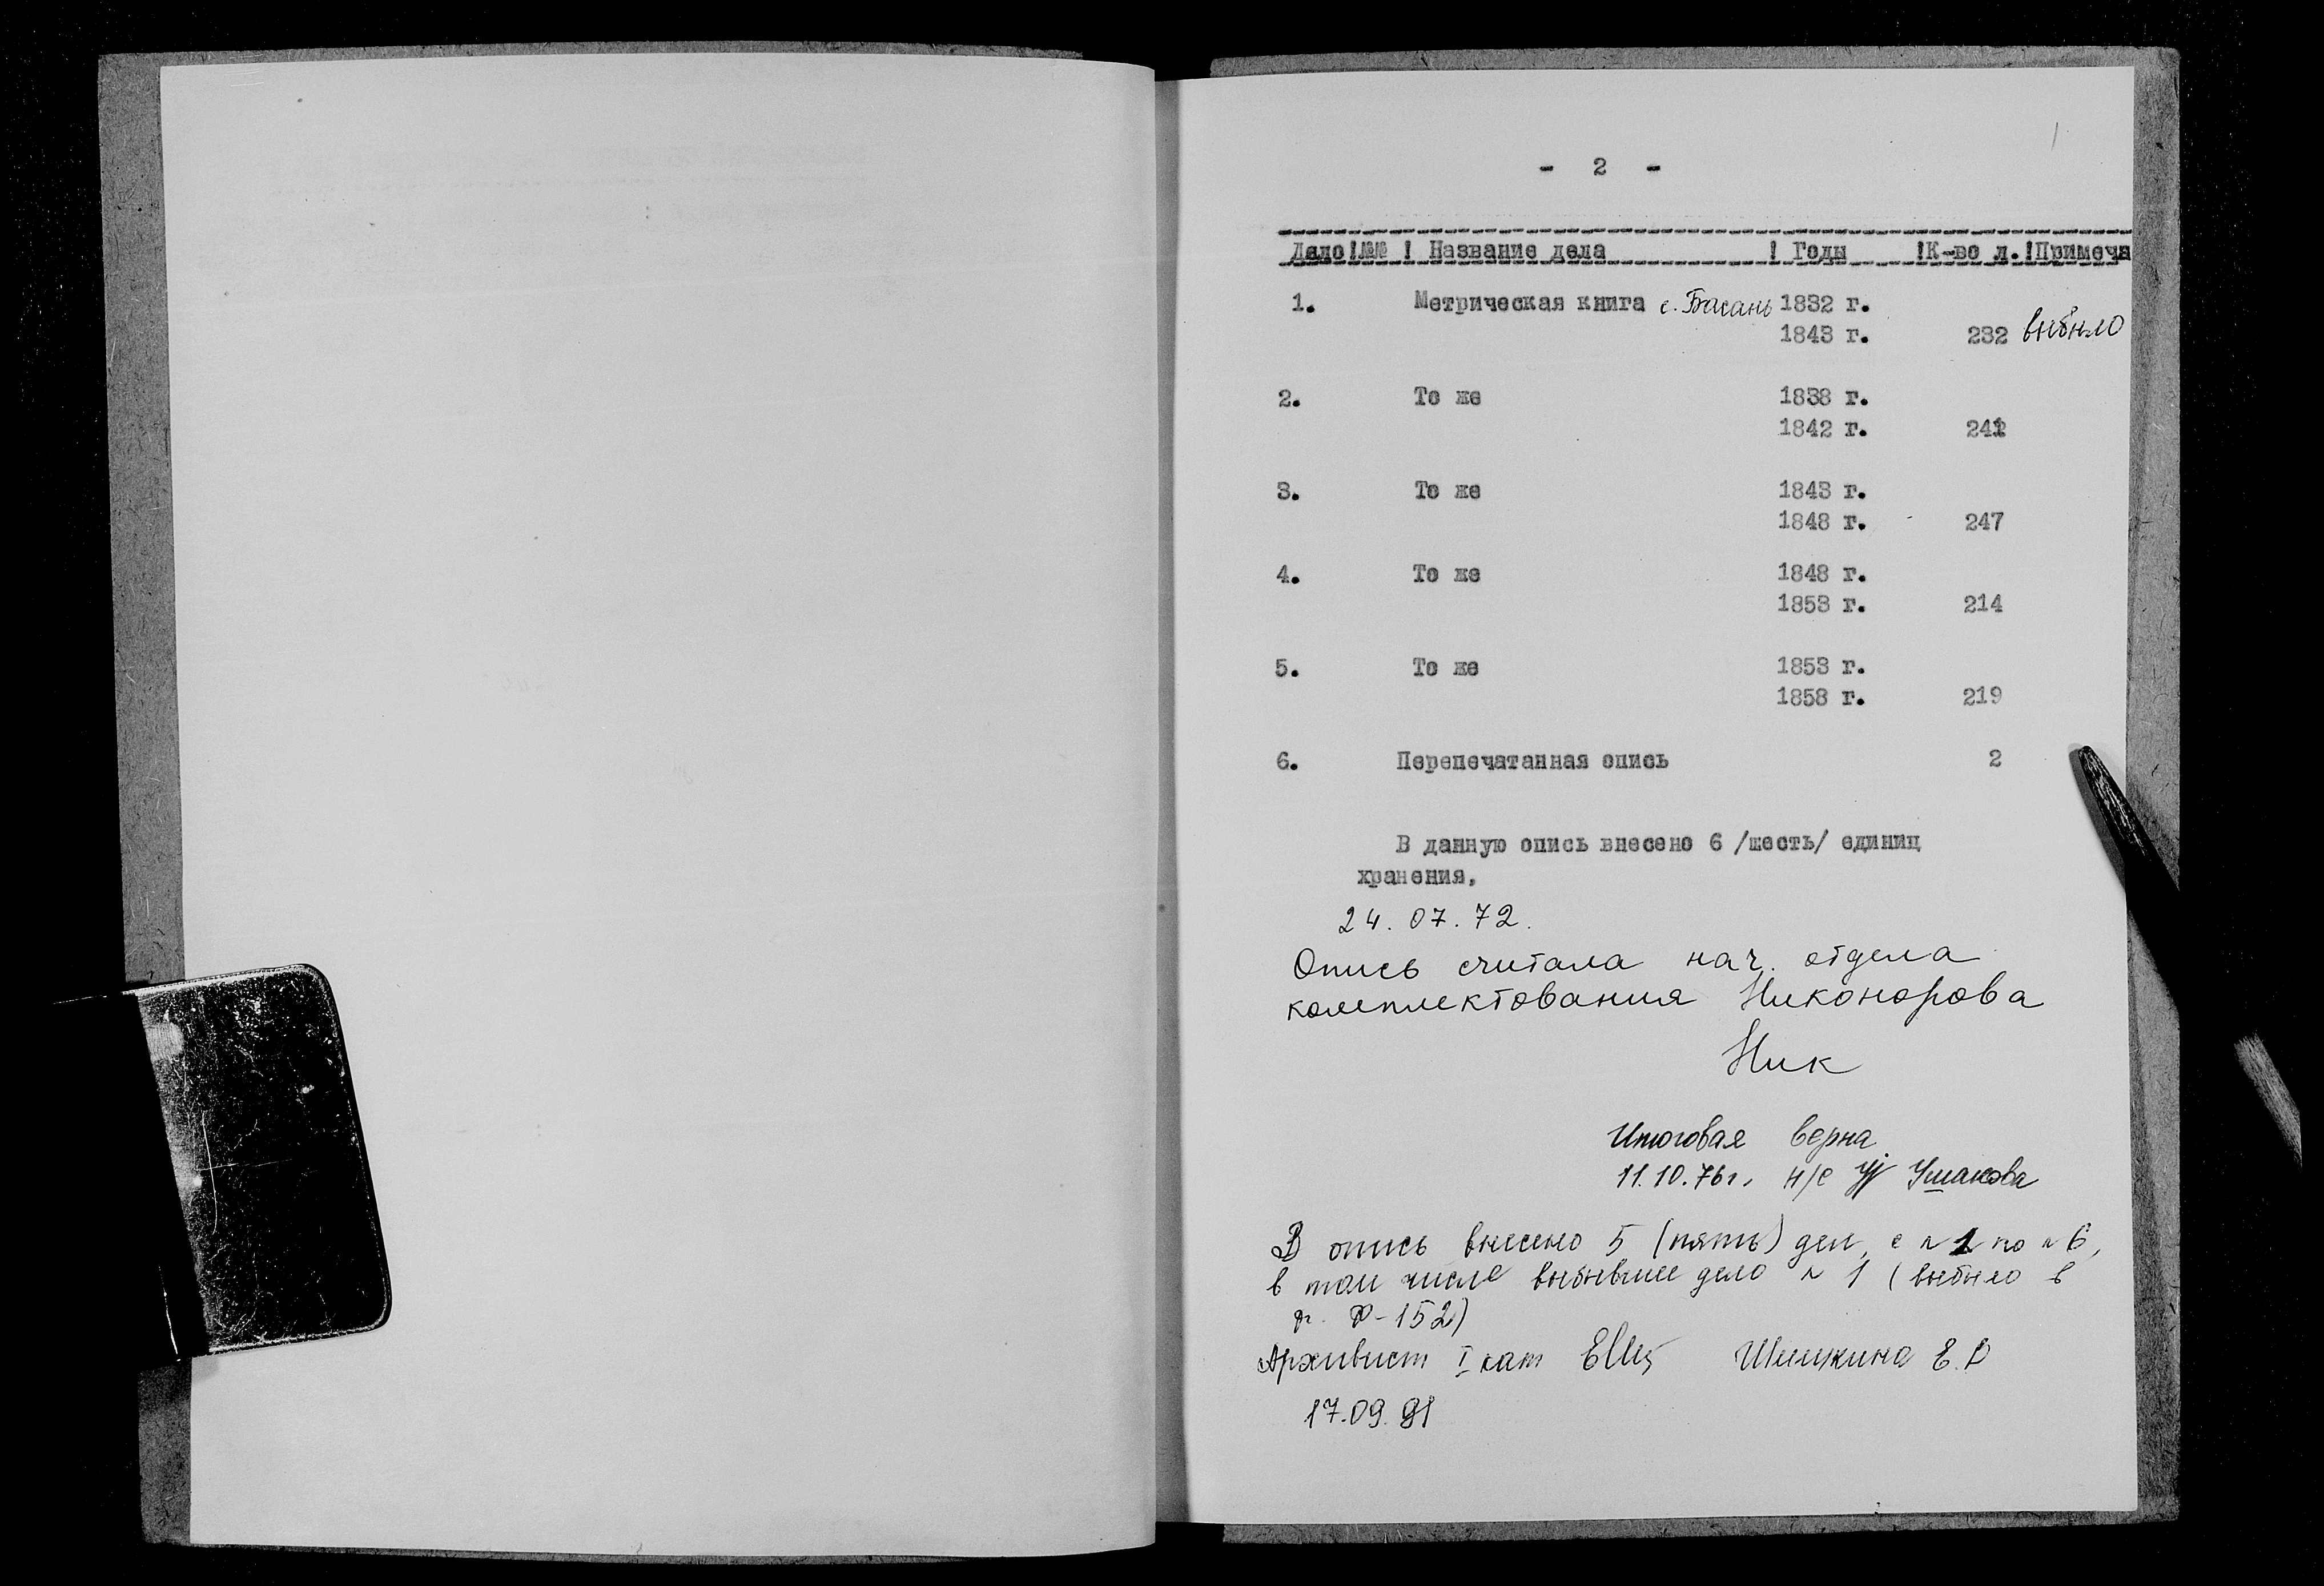 - 2 -
Дело!№№ ! Название дела ! Годы !К-во л.!Примеча
1. Метрическая книга с. Басань 1832 г.
1843 г. 232 выбыло
2. То же 1838 г.
1842 г. 242
3. То же 1843 г.
1848 г. 247
4. То же 1848 г.
1853 г. 214
5. То же 1853 г.
1858 г. 219
6. Перепечатанная опись 2
В данную опись внесено 6 /шесть/ единиц
хранения.
24.07.72.
Опись считала нач. отдела
комплектования Никонорова
Ник
Итоговая верна
11.10.76г. н/с Ушакова
В опись внесено 5 (пять) дел, с № 1 по № 6,
в том числе выбывшее дело № 1 (выбыло в
ф. Р-152)
Архивист I кат Шишкина Е.
17.09.91